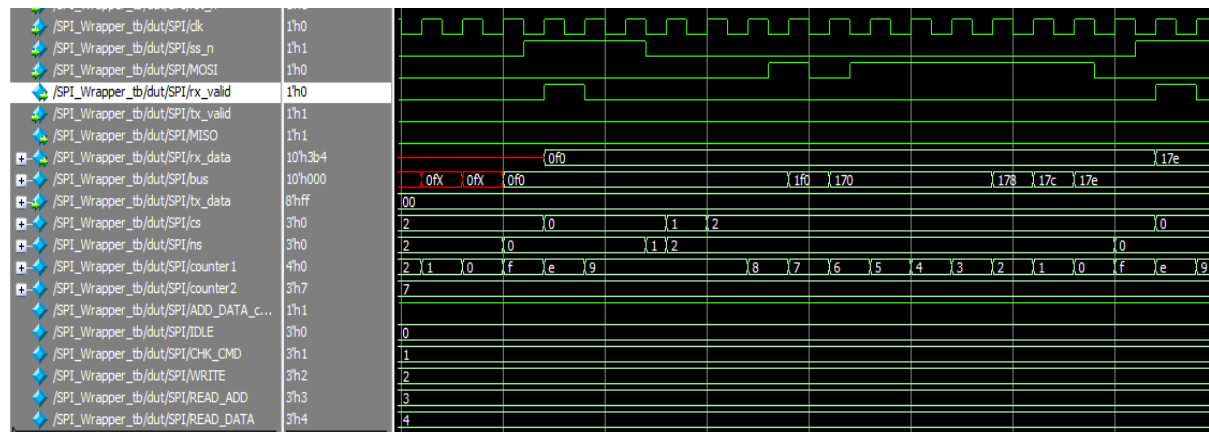 /SPI_Wrapper_tb/dut/SPI/clk 1'h0
/SPI_Wrapper_tb/dut/SPI/ss_n 1'h1
/SPI_Wrapper_tb/dut/SPI/MOSI 1'h0
/SPI_Wrapper_tb/dut/SPI/rx_valid 1'h0
/SPI_Wrapper_tb/dut/SPI/tx_valid 1'h1
/SPI_Wrapper_tb/dut/SPI/MISO 1'h1
/SPI_Wrapper_tb/dut/SPI/rx_data 10'h3b4 0f0 17e
/SPI_Wrapper_tb/dut/SPI/bus 10'h000 0fX 0fX 0f0 1f0 170 178 17c 17e
/SPI_Wrapper_tb/dut/SPI/tx_data 8'hff 00
/SPI_Wrapper_tb/dut/SPI/cs 3'h0 2 0 1 2 0
/SPI_Wrapper_tb/dut/SPI/ns 3'h0 2 0 1 2 0
/SPI_Wrapper_tb/dut/SPI/counter1 4'h0 2 1 0 f e 9 8 7 6 5 4 3 2 1 0 f e 9
/SPI_Wrapper_tb/dut/SPI/counter2 3'h7 7
/SPI_Wrapper_tb/dut/SPI/ADD_DATA_c... 1'h1
/SPI_Wrapper_tb/dut/SPI/IDLE 3'h0 0
/SPI_Wrapper_tb/dut/SPI/CHK_CMD 3'h1 1
/SPI_Wrapper_tb/dut/SPI/WRITE 3'h2 2
/SPI_Wrapper_tb/dut/SPI/READ_ADD 3'h3 3
/SPI_Wrapper_tb/dut/SPI/READ_DATA 3'h4 4